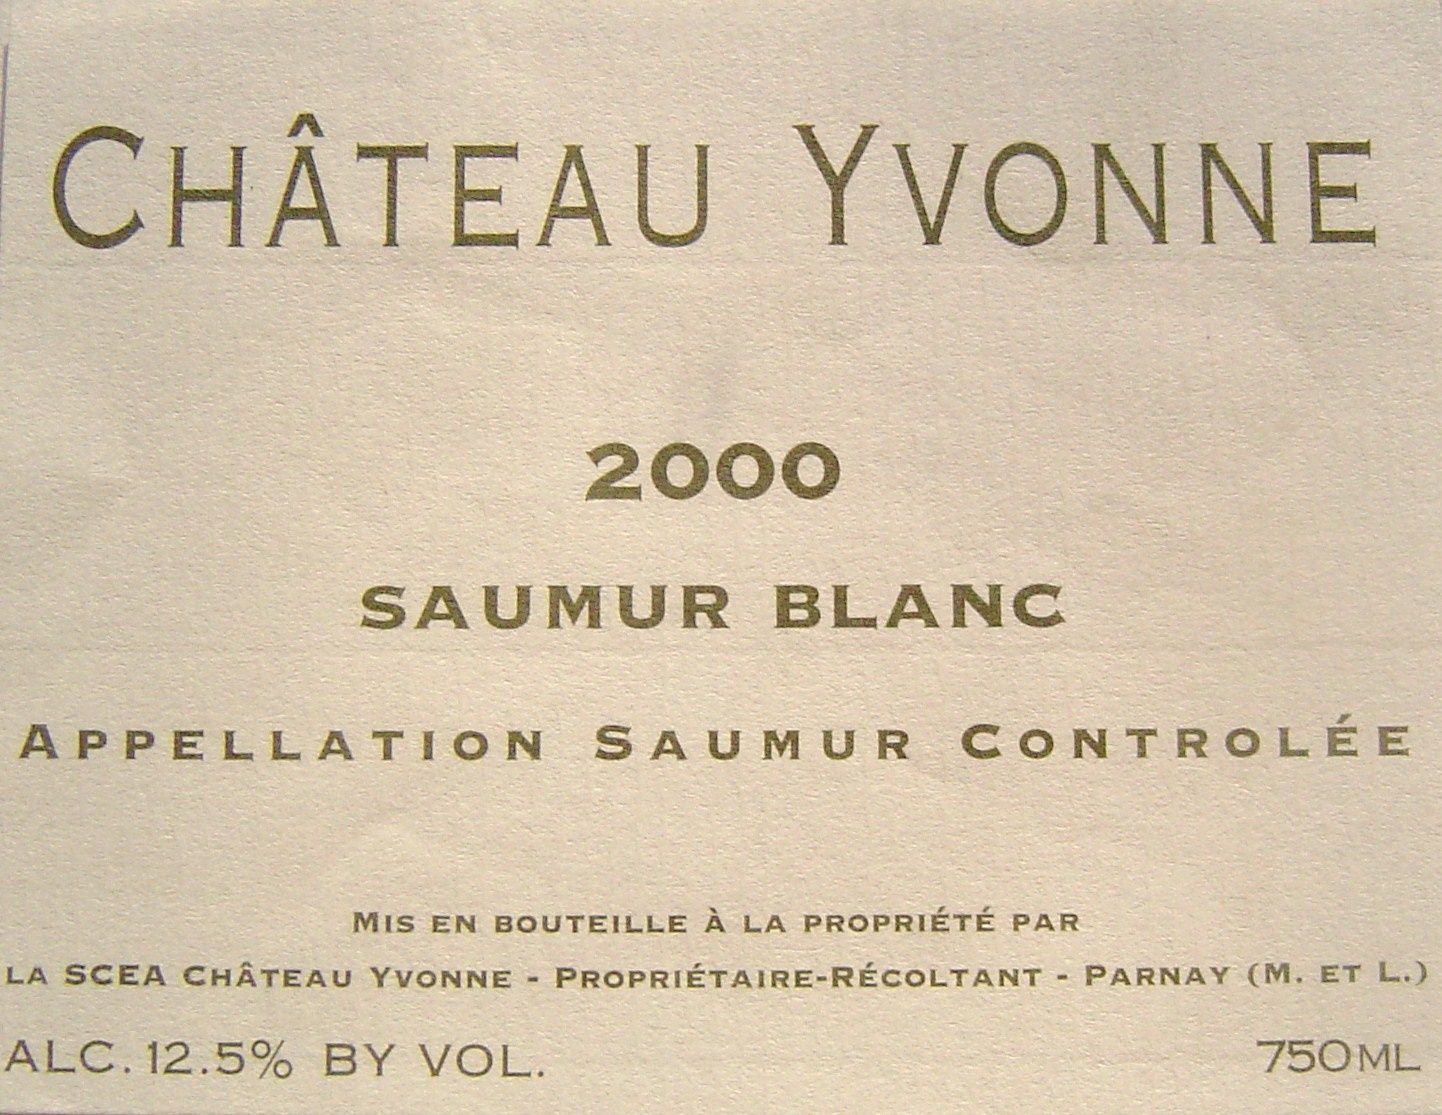 CHÂTEAU YVONNE
2000
SAUMUR BLANC
APPELLATION SAUMUR CONTROLÉE
MIS EN BOUTEILLE À LA PROPRIÉTÉ PAR
LA SCEA CHÂTEAU YVONNE - PROPRIÉTAIRE-RÉCOLTANT - PARNAY (M. ET L.)
ALC. 12.5% BY VOL. 750ML